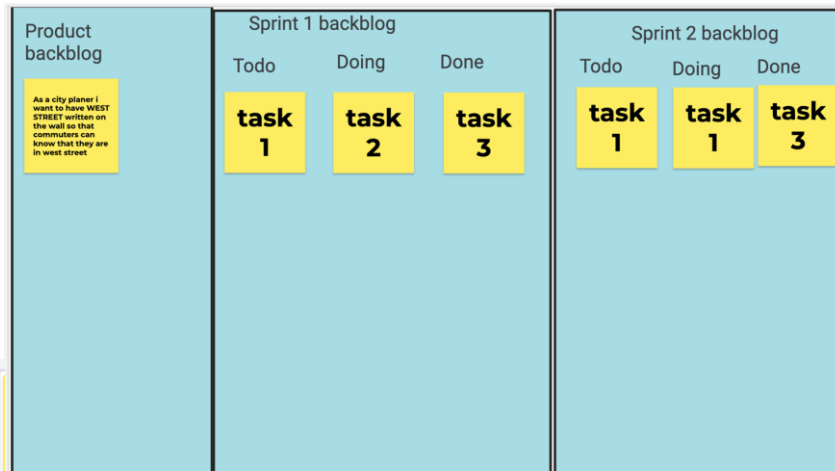 Product
backblog
As a city planer i
want to have WEST
STREET written on
the wall so that
commuters can
know that they are
in west street
Sprint 1 backblog
Todo
Doing
Done
task
1
task
2
task
3
Sprint 2 backblog
Todo
Doing
Done
task
1
task
1
task
3